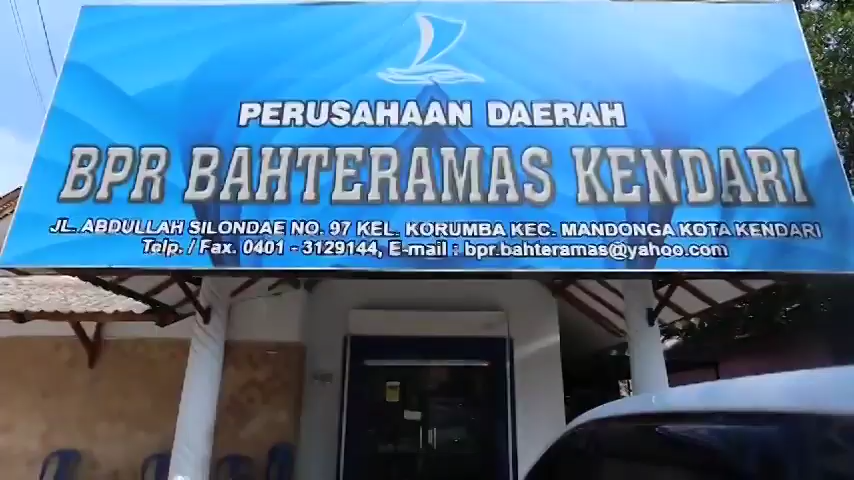 PERUSAHAAN DAERAH
BPR BAHTERAMAS KENDARI
JL. ABDULLAH SILONDAE NO. 97 KEL. KORUMBA KEC. MANDONGA KOTA KENDARI
Telp. / Fax. 0401 - 3129144, E-mail : bpr.bahteramas@yahoo.com